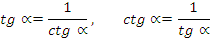 tg ∝= 1/ctg ∝ , ctg ∝= 1/tg ∝